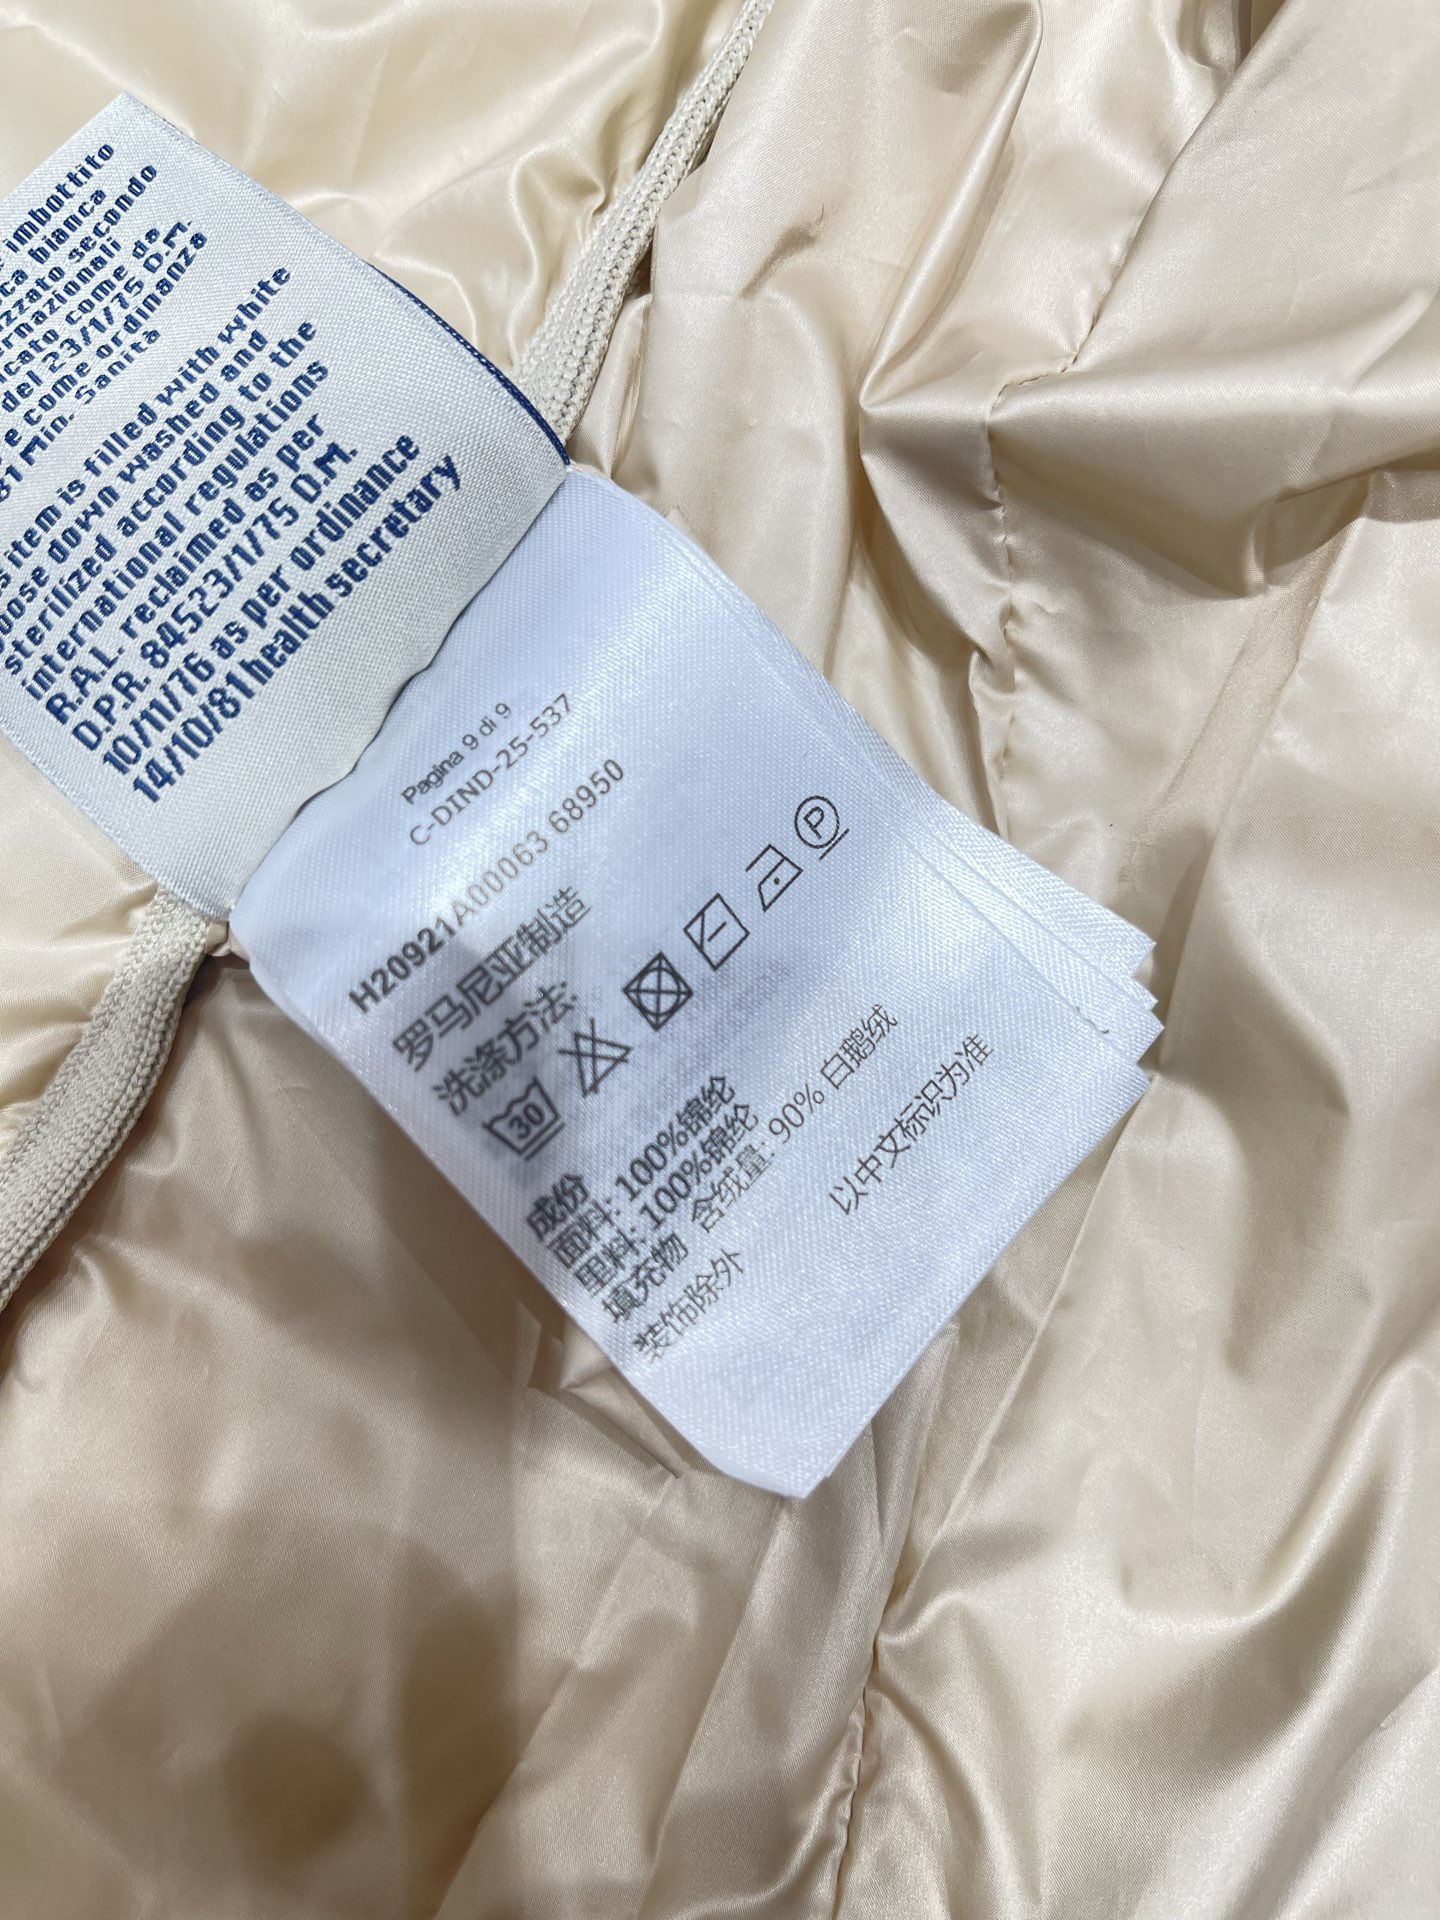 imbottito
bianca
secondo
come da
del 23/1/75 D.M.
e come ordinanza
81 Min. Sanità
item is filled with white
down washed and
sterilized according to the
international regulations
R.A.L. reclaimed as per
D.P.R. 84523/1/75 D.M.
10/11/76 as per ordinance
14/10/81 health secretary
Pagina 9 di 9
C-DIND-25-537
H20921A00063 68950
罗马尼亚制造
洗涤方法:
30
P
成份
面料: 100%锦纶
里料: 100%锦纶
填充物 含绒量: 90% 白鹅绒
装饰除外
以中文标识为准